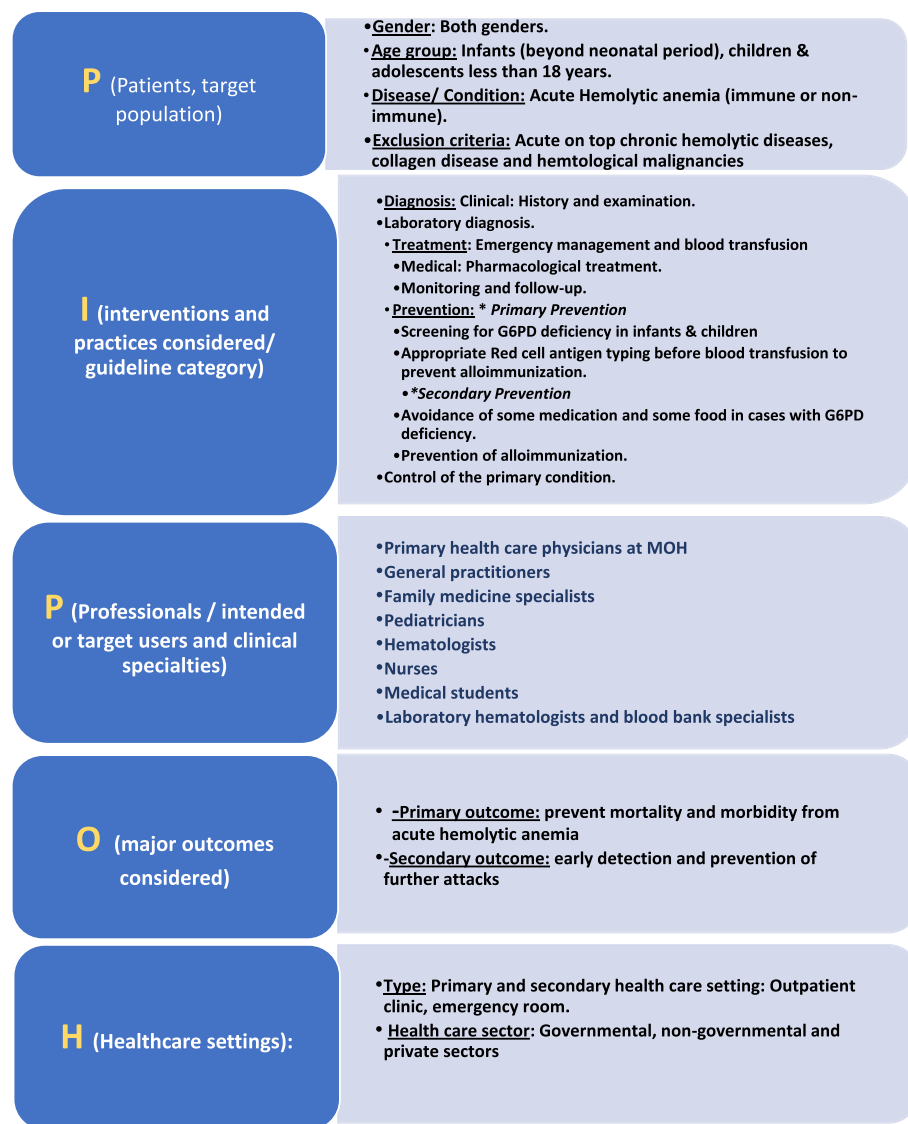 P (Patients, target
population)
•Gender: Both genders.
•Age group: Infants (beyond neonatal period), children &
adolescents less than 18 years.
•Disease/ Condition: Acute Hemolytic anemia (immune or non-
immune).
•Exclusion criteria: Acute on top chronic hemolytic diseases,
collagen disease and hemtological malignancies
I (interventions and
practices considered/
guideline category)
•Diagnosis: Clinical: History and examination.
•Laboratory diagnosis.
•Treatment: Emergency management and blood transfusion
•Medical: Pharmacological treatment.
•Monitoring and follow-up.
•Prevention: * Primary Prevention
•Screening for G6PD deficiency in infants & children
•Appropriate Red cell antigen typing before blood transfusion to
prevent alloimmunization.
•*Secondary Prevention
•Avoidance of some medication and some food in cases with G6PD
deficiency.
•Prevention of alloimmunization.
•Control of the primary condition.
P (Professionals / intended
or target users and clinical
specialties)
•Primary health care physicians at MOH
•General practitioners
•Family medicine specialists
•Pediatricians
•Hematologists
•Nurses
•Medical students
•Laboratory hematologists and blood bank specialists
O (major outcomes
considered)
• -Primary outcome: prevent mortality and morbidity from
acute hemolytic anemia
•-Secondary outcome: early detection and prevention of
further attacks
H (Healthcare settings):
•Type: Primary and secondary health care setting: Outpatient
clinic, emergency room.
• Health care sector: Governmental, non-governmental and
private sectors